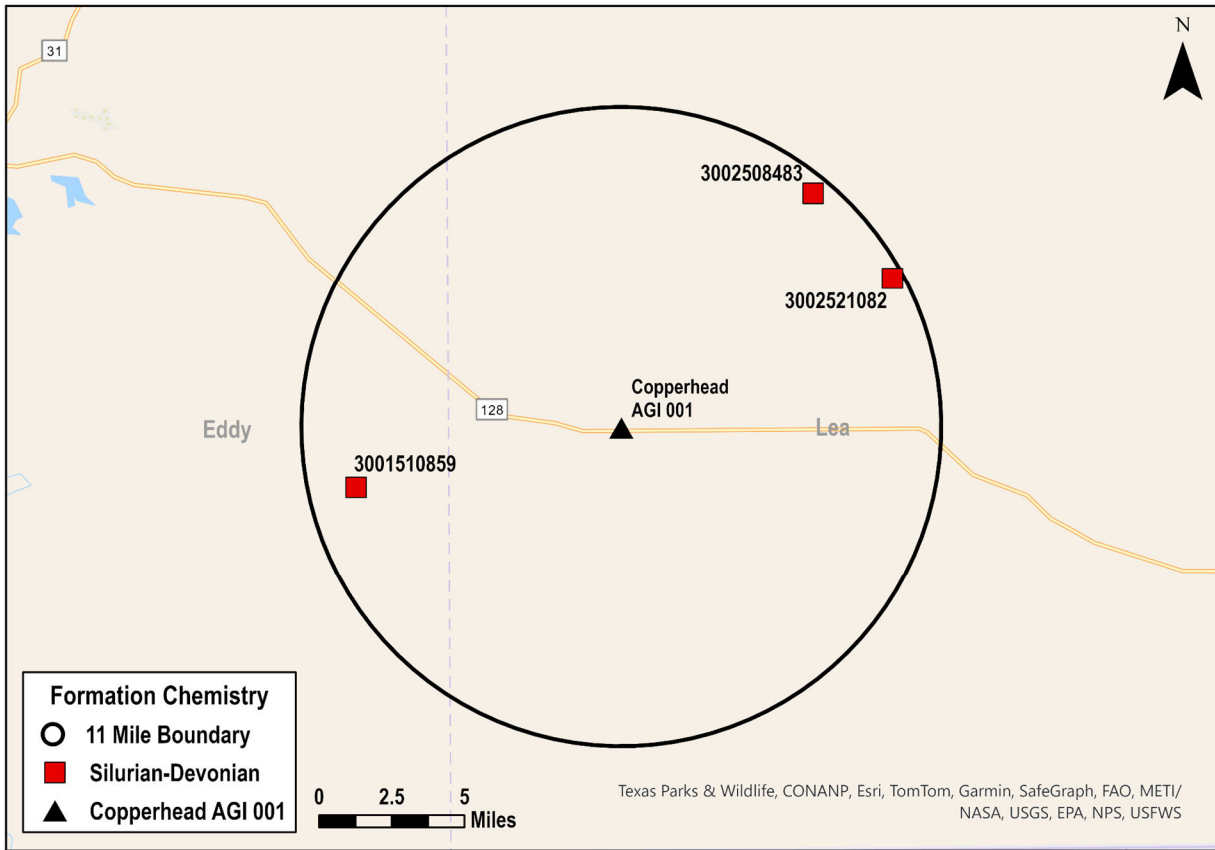 31
N
3002508483
3002521082
Copperhead
AGI 001
128
Eddy
Lea
3001510859
Formation Chemistry
11 Mile Boundary
Silurian-Devonian
Copperhead AGI 001
0 2.5 5
Miles
Texas Parks & Wildlife, CONANP, Esri, TomTom, Garmin, SafeGraph, FAO, METI/
NASA, USGS, EPA, NPS, USFWS